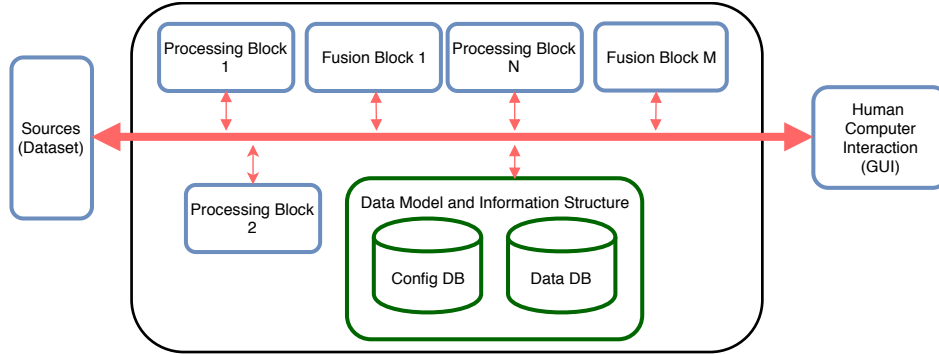 Sources
(Dataset)
Processing Block
1
Fusion Block 1
Processing Block
N
Fusion Block M
Processing Block
2
Data Model and Information Structure
Config DB
Data DB
Human
Computer
Interaction
(GUI)